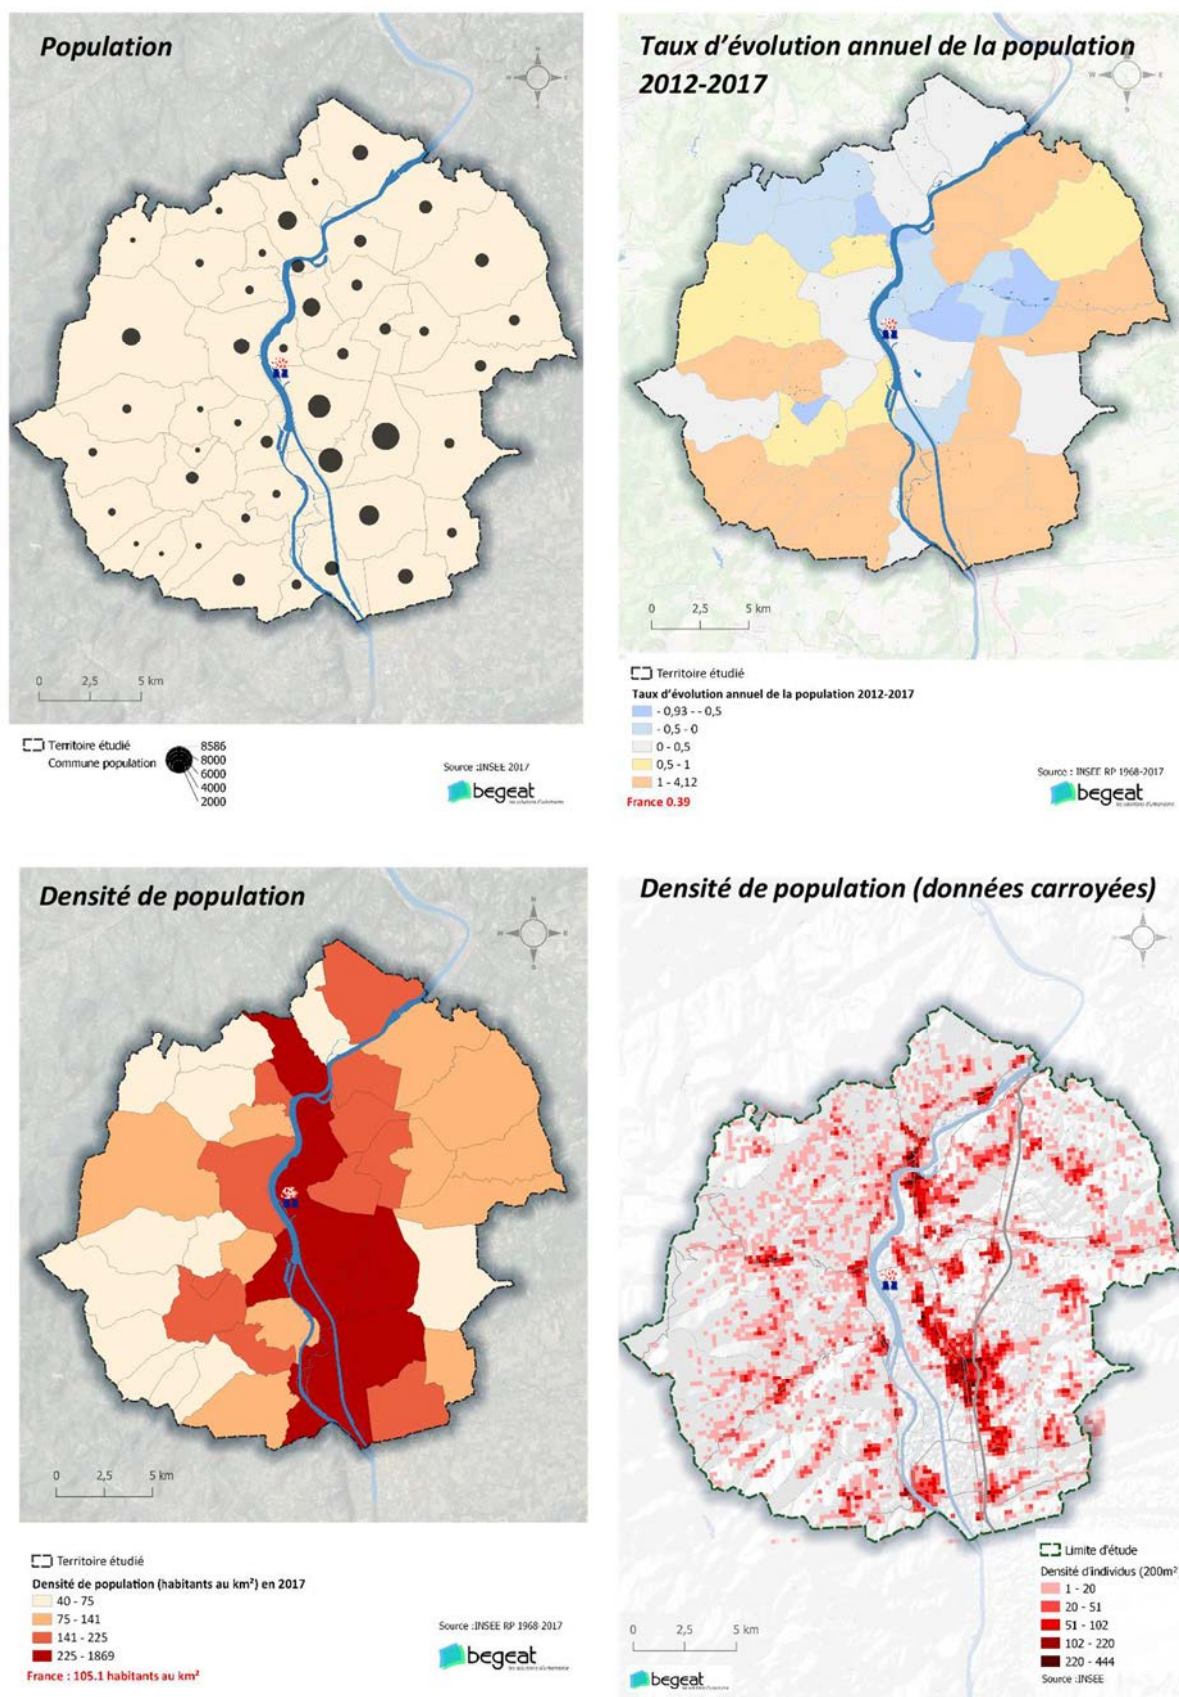 Population
Territoire étudié
Commune population
8586
8000
6000
4000
2000
0
2,5
5 km
Source :INSEE 2017
begeat
Taux d'évolution annuel de la population
2012-2017
0
2,5
5 km
Territoire étudié
Taux d'évolution annuel de la population 2012-2017
- 0,93 - - 0,5
- 0,5 - 0
0 - 0,5
0,5 - 1
1 - 4,12
France 0.39
Source : INSEE RP 1968-2017
begeat
Densité de population
0
2,5
5 km
Territoire étudié
Densité de population (habitants au km²) en 2017
40 - 75
75 - 141
141 - 225
225 - 1869
France : 105.1 habitants au km²
Source :INSEE RP 1968-2017
begeat
Densité de population (données carroyées)
0
2,5
5 km
begeat
Limite d'étude
Densité d'individus (200m²
1 - 20
20 - 51
51 - 102
102 - 220
220 - 444
Source :INSEE